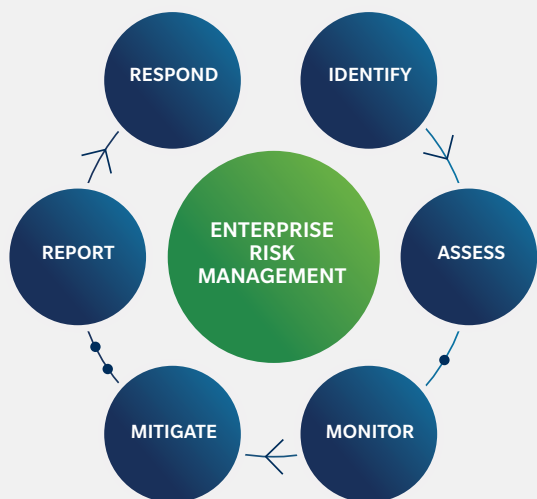 RESPOND
IDENTIFY
ENTERPRISE
RISK
MANAGEMENT
REPORT
ASSESS
MITIGATE
MONITOR